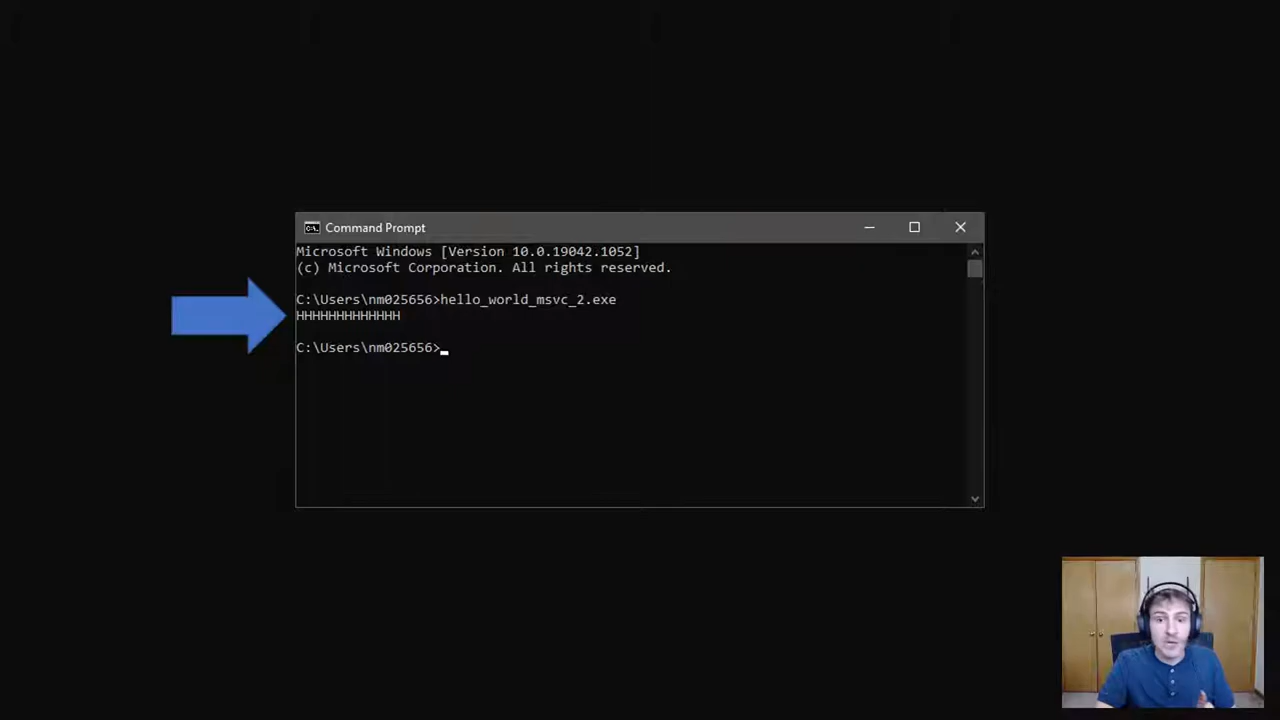 Command Prompt
Microsoft Windows [Version 10.0.19042.1052]
(c) Microsoft Corporation. All rights reserved.
C:\Users\nm025656>hello_world_msvc_2.exe
HHHHHHHHHHHHH
C:\Users\nm025656>